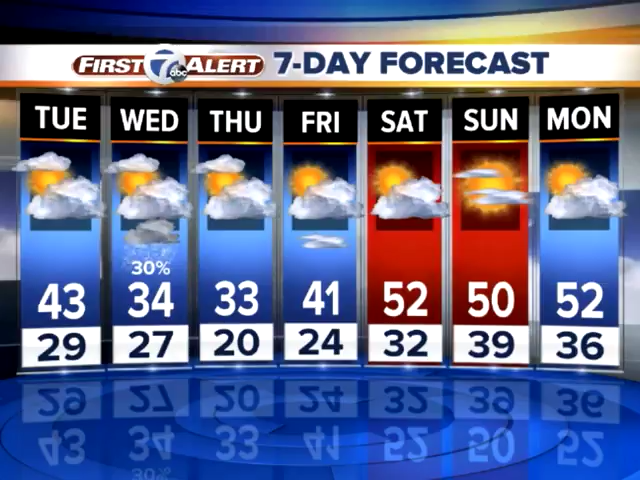 FIRST 7 abc ALERT 7-DAY FORECAST
TUE WED THU FRI SAT SUN MON
30%
43 34 33 41 52 50 52
29 27 20 24 32 39 36